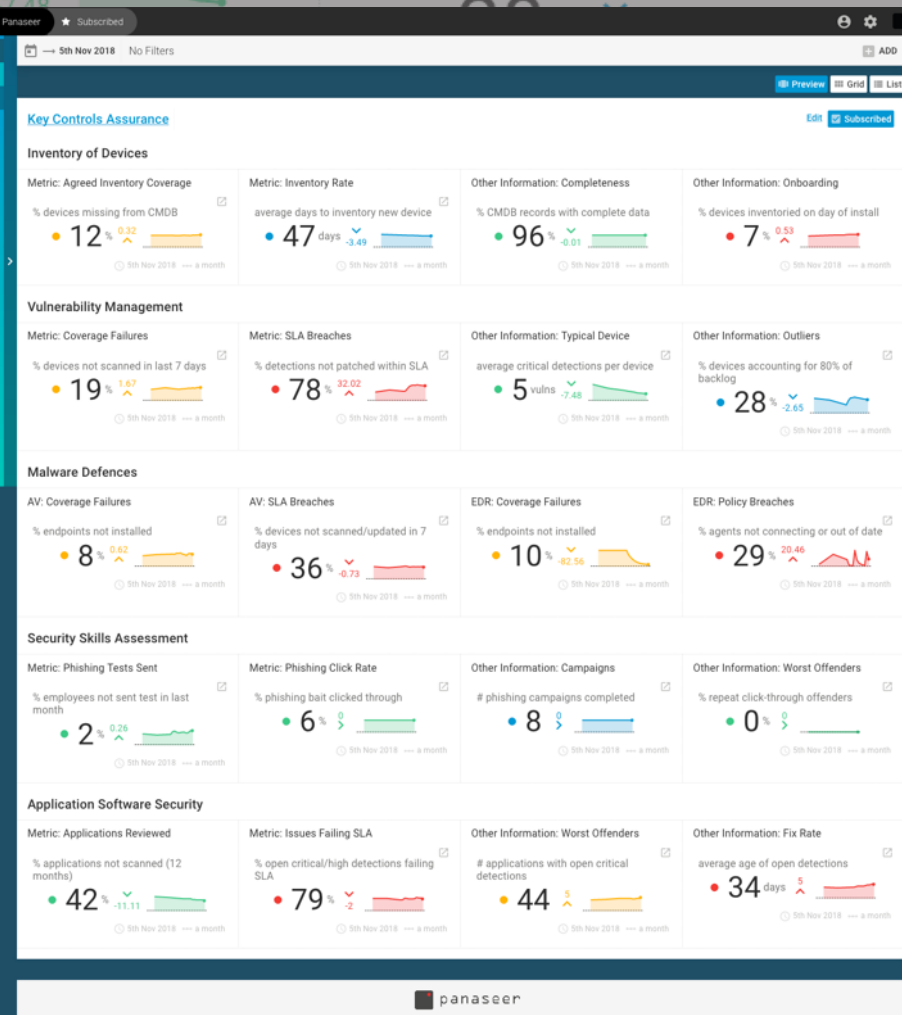 Panaseer ★ Subscribed
→ 5th Nov 2018 No Filters ADD
Preview Grid List
Key Controls Assurance Edit Subscribed
Inventory of Devices
Metric: Agreed Inventory Coverage
% devices missing from CMDB
12 % 0.32
5th Nov 2018 a month
Metric: Inventory Rate
average days to inventory new device
47 days -3.49
5th Nov 2018 a month
Other Information: Completeness
% CMDB records with complete data
96 % -0.01
5th Nov 2018 a month
Other Information: Onboarding
% devices inventoried on day of install
7 % 0.53
5th Nov 2018 a month
Vulnerability Management
Metric: Coverage Failures
% devices not scanned in last 7 days
19 % 1.67
5th Nov 2018 a month
Metric: SLA Breaches
% detections not patched within SLA
78 % 32.02
5th Nov 2018 a month
Other Information: Typical Device
average critical detections per device
5 vulns -7.48
5th Nov 2018 a month
Other Information: Outliers
% devices accounting for 80% of
backlog
28 % -2.65
5th Nov 2018 a month
Malware Defences
AV: Coverage Failures
% endpoints not installed
8 % 0.62
5th Nov 2018 a month
AV: SLA Breaches
% devices not scanned/updated in 7
days
36 % -0.73
5th Nov 2018 a month
EDR: Coverage Failures
% endpoints not installed
10 % -82.56
5th Nov 2018 a month
EDR: Policy Breaches
% agents not connecting or out of date
29 % 20.46
5th Nov 2018 a month
Security Skills Assessment
Metric: Phishing Tests Sent
% employees not sent test in last
month
2 % 0.26
5th Nov 2018 a month
Metric: Phishing Click Rate
% phishing bait clicked through
6 % 0
5th Nov 2018 a month
Other Information: Campaigns
# phishing campaigns completed
8 0
5th Nov 2018 a month
Other Information: Worst Offenders
% repeat click-through offenders
0 % 0
5th Nov 2018 a month
Application Software Security
Metric: Applications Reviewed
% applications not scanned (12
months)
42 % -11.11
5th Nov 2018 a month
Metric: Issues Failing SLA
% open critical/high detections failing
SLA
79 % -2
5th Nov 2018 a month
Other Information: Worst Offenders
# applications with open critical
detections
44 5
5th Nov 2018 a month
Other Information: Fix Rate
average age of open detections
34 days 5
5th Nov 2018 a month
panaseer